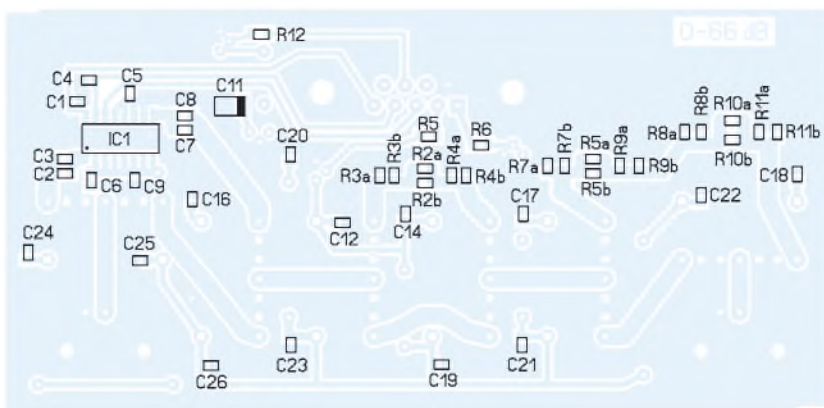 R12
0-66 dB
C4
C5
C11
C1
C8
C7
IC1
C3
C2
C6
C9
C16
C20
R5
R6
R3b
R2a
R4a
R3a
R4b
R2b
C12
C14
C17
R7b
R5a
R9a
R7a
R9b
R5b
R8b
R10a
R11a
R8a
R11b
R10b
C18
C22
C24
C25
C23
C26
C19
C21